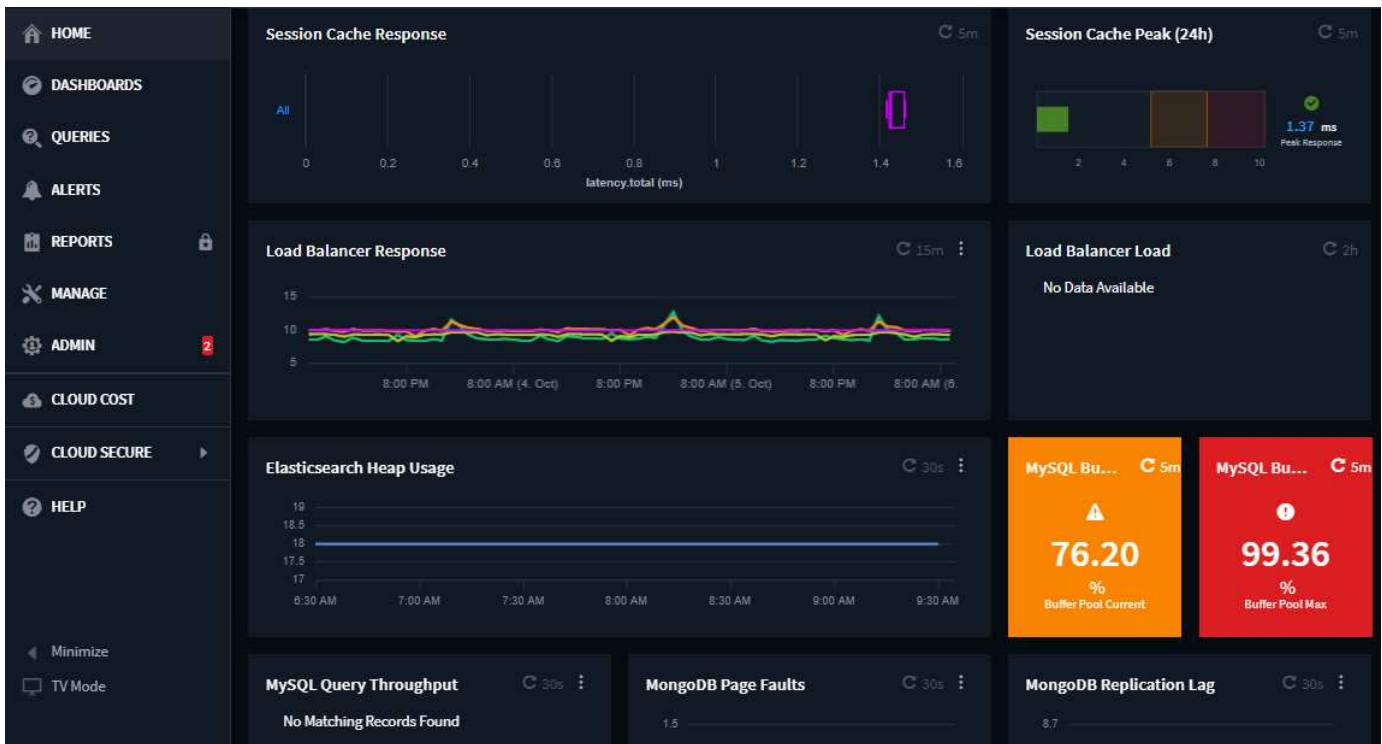 HOME
DASHBOARDS
QUERIES
ALERTS
REPORTS
MANAGE
ADMIN
2
CLOUD COST
CLOUD SECURE
HELP
Minimize
TV Mode
Session Cache Response
5m
All
0 0.2 0.4 0.6 0.8 1 1.2 1.4 1.6
latency.total (ms)
Session Cache Peak (24h)
5m
1.37 ms
Peak Response
2 4 6 8 10
Load Balancer Response
15m
15
10
5
8:00 PM 8:00 AM (4. Oct) 8:00 PM 8:00 AM (5. Oct) 8:00 PM 8:00 AM (6.
Load Balancer Load
2h
No Data Available
Elasticsearch Heap Usage
30s
19
18.5
18
17.5
17
6:30 AM 7:00 AM 7:30 AM 8:00 AM 8:30 AM 9:00 AM 9:30 AM
MySQL Bu... 5m
76.20
%
Buffer Pool Current
MySQL Bu... 5m
99.36
%
Buffer Pool Max
MySQL Query Throughput
30s
No Matching Records Found
MongoDB Page Faults
30s
1.5
MongoDB Replication Lag
30s
8.7